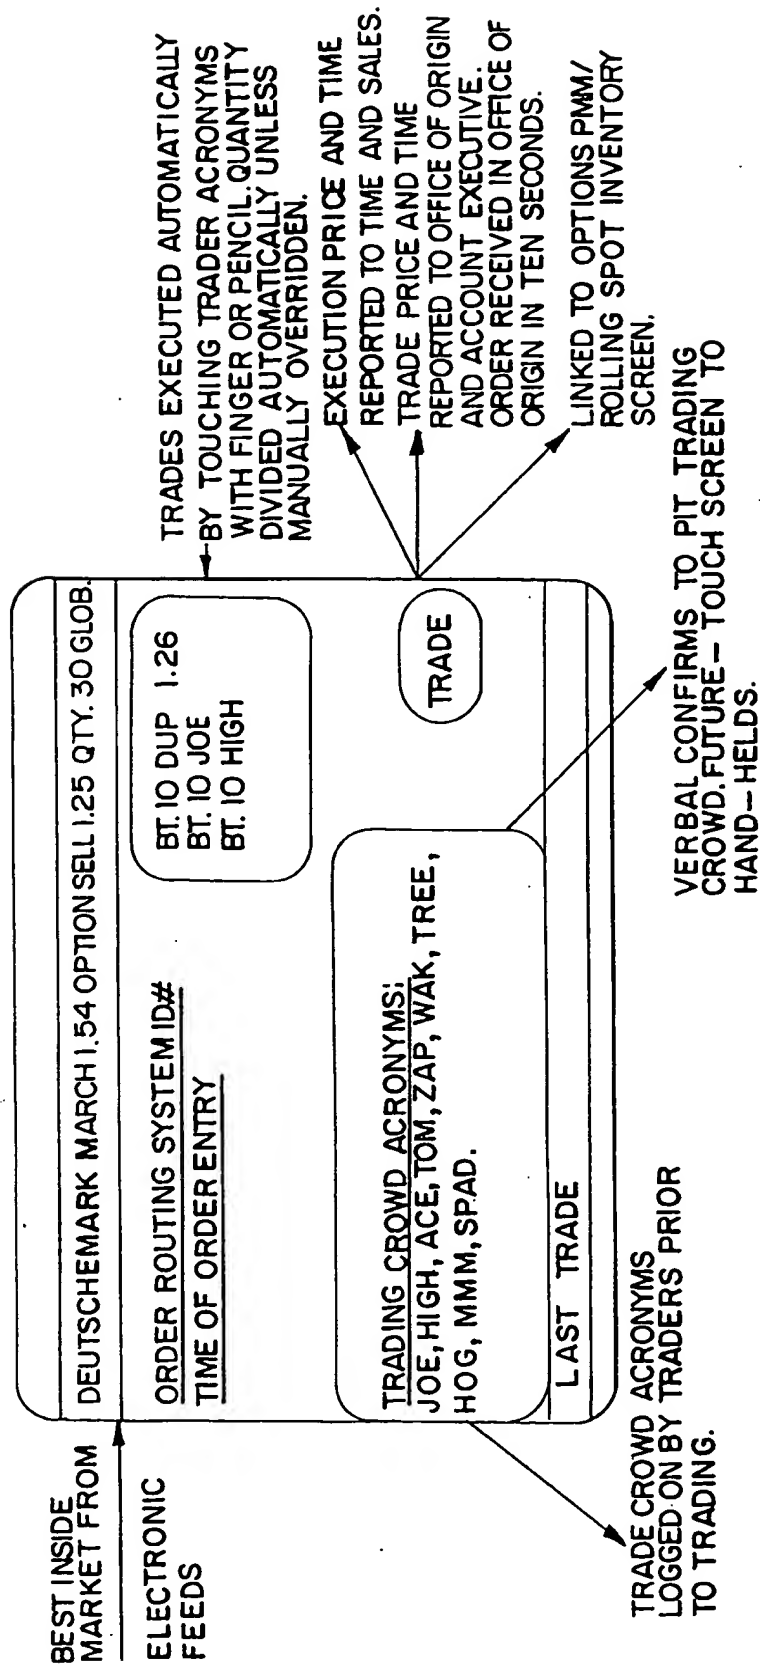 BEST INSIDE
MARKET FROM
ELECTRONIC
FEEDS
DEUTSCHEMARK MARCH 1.54 OPTION SELL 1.25 QTY. 30 GLOB.
ORDER ROUTING SYSTEM ID#
TIME OF ORDER ENTRY
BT. 10 DUP 1.26
BT. 10 JOE
BT. 10 HIGH
TRADING CROWD ACRONYMS:
JOE, HIGH, ACE, TOM, ZAP, WAK, TREE,
HOG, MMM, SPAD.
TRADE
LAST TRADE
TRADES EXECUTED AUTOMATICALLY
BY TOUCHING TRADER ACRONYMS
WITH FINGER OR PENCIL. QUANTITY
DIVIDED AUTOMATICALLY UNLESS
MANUALLY OVERRIDDEN.
EXECUTION PRICE AND TIME
REPORTED TO TIME AND SALES.
TRADE PRICE AND TIME
REPORTED TO OFFICE OF ORIGIN
AND ACCOUNT EXECUTIVE.
ORDER RECEIVED IN OFFICE OF
ORIGIN IN TEN SECONDS.
LINKED TO OPTIONS PMM/
ROLLING SPOT INVENTORY
SCREEN.
TRADE CROWD ACRONYMS
LOGGED ON BY TRADERS PRIOR
TO TRADING.
VERBAL CONFIRMS TO PIT TRADING
CROWD. FUTURE — TOUCH SCREEN TO
HAND — HELDS.